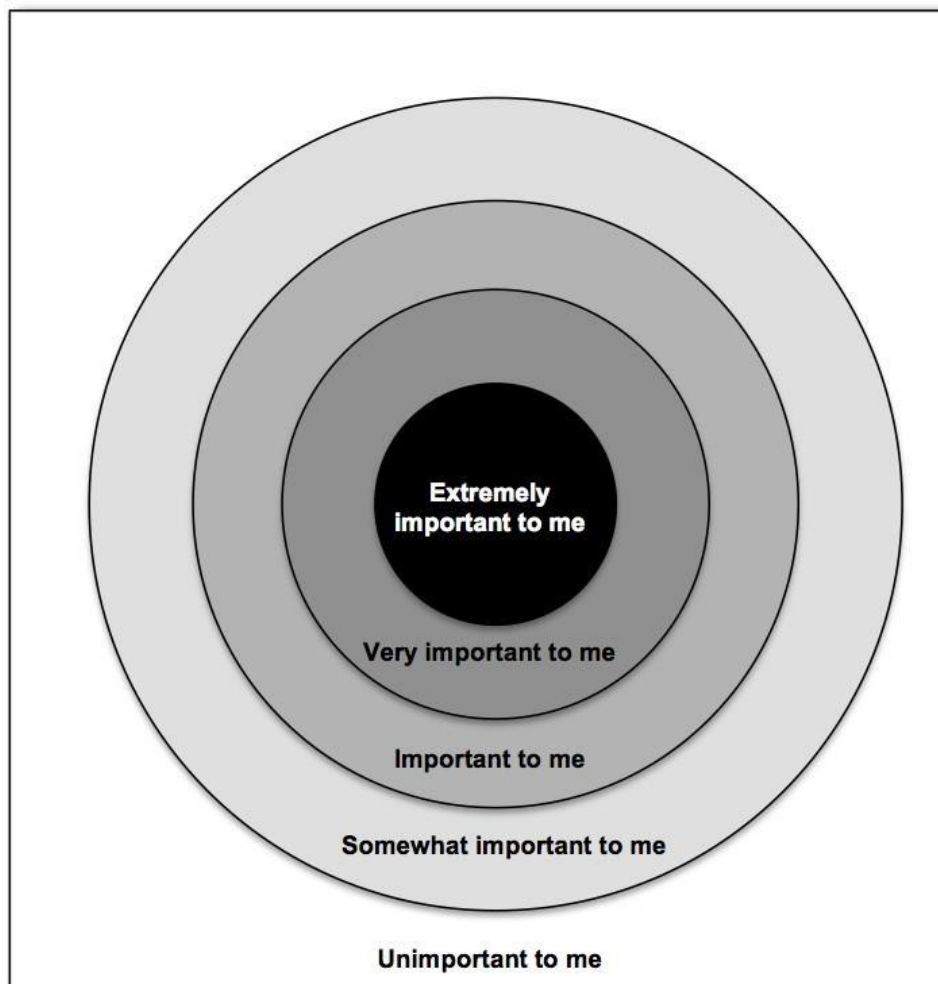 Extremely
important to me
Very important to me
Important to me
Somewhat important to me
Unimportant to me